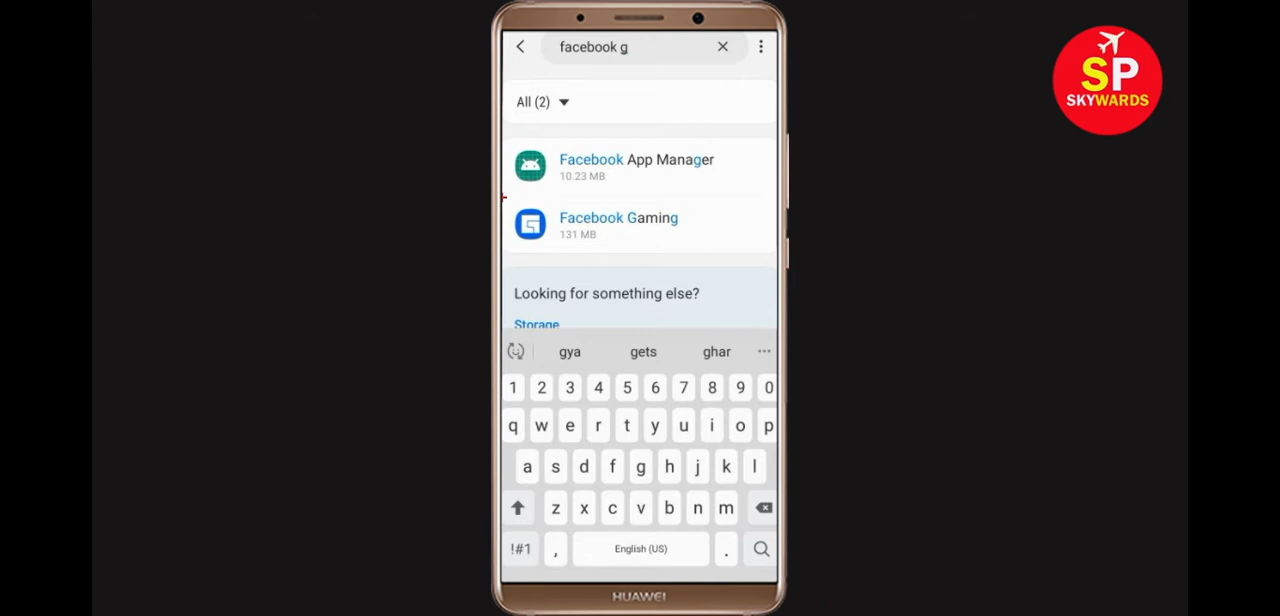 facebook g
SP
SKYWARDS
All (2)
Facebook App Manager
10.23 MB
Facebook Gaming
131 MB
Looking for something else?
Storage
gya gets ghar ...
1 2 3 4 5 6 7 8 9 0
q w e r t y u i o p
a s d f g h j k l
z x c v b n m
!#1 , English (US) .
HUAWEI